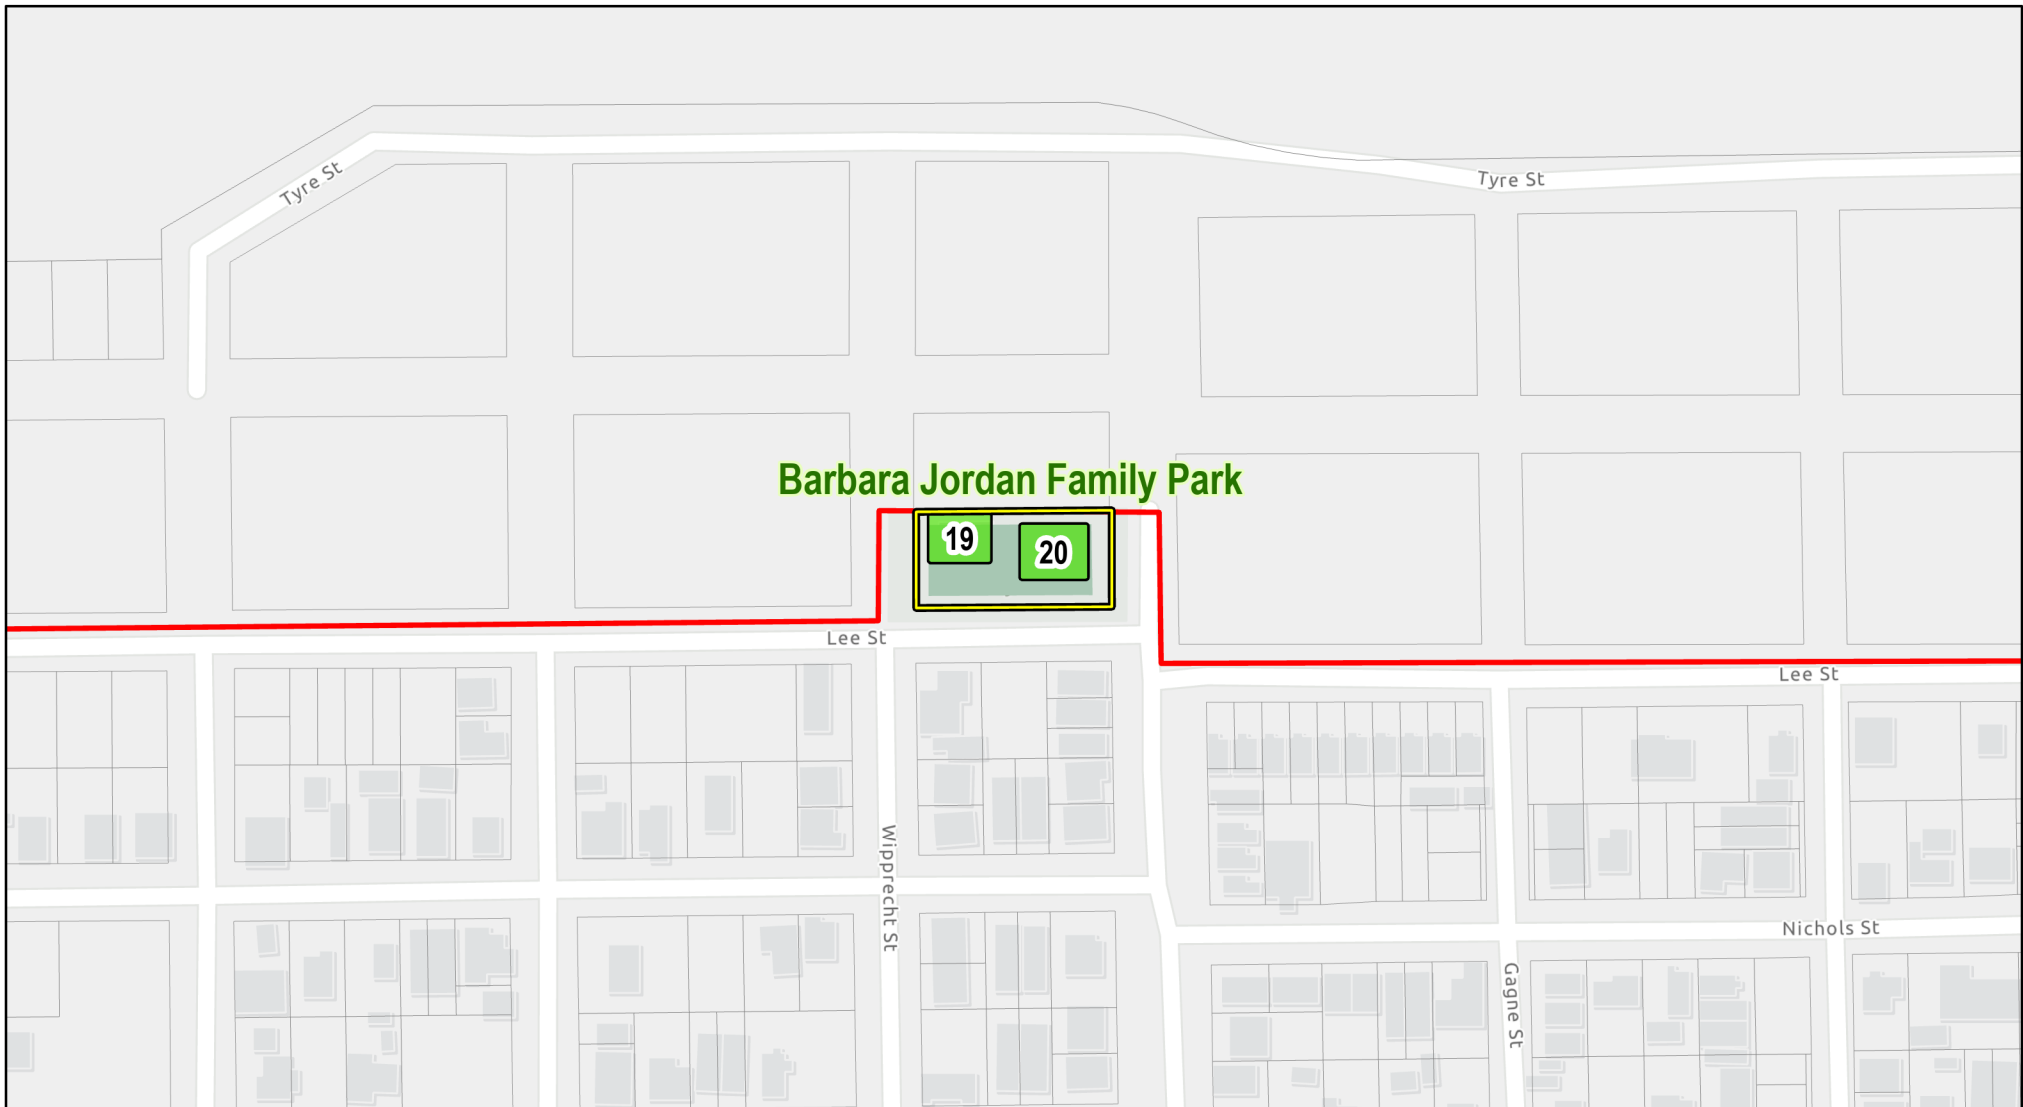 Tyre St
Tyre St
Barbara Jordan Family Park
19
20
Lee St
Lee St
Wipprecht St
Nichols St
Gagne St